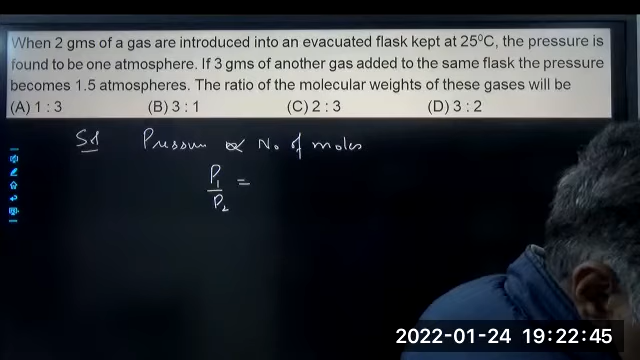 When 2 gms of a gas are introduced into an evacuated flask kept at 25⁰C, the pressure is
found to be one atmosphere. If 3 gms of another gas added to the same flask the pressure
becomes 1.5 atmospheres. The ratio of the molecular weights of these gases will be
(A) 1 : 3 (B) 3 : 1 (C) 2 : 3 (D) 3 : 2
Sol Pressure ∝ No of moles
P₁/P₂ =
2022-01-24 19:22:45